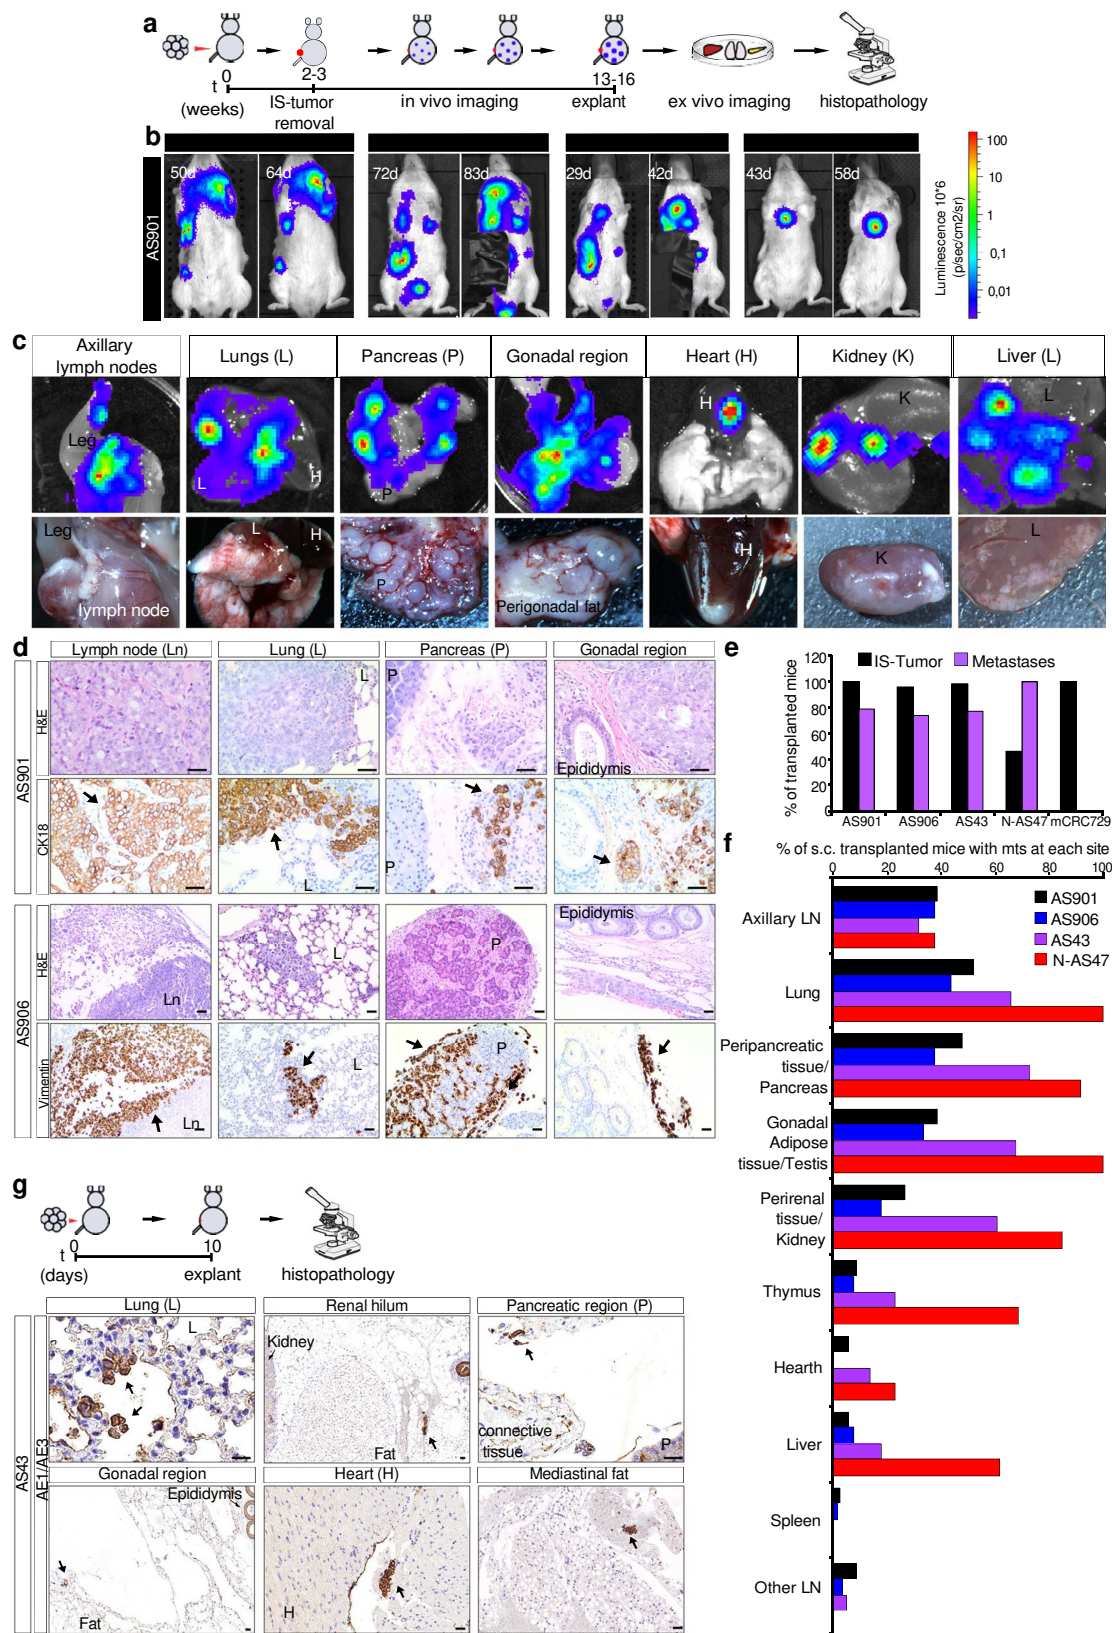 a
t
(weeks)
0
2-3
13-16
IS-tumor
removal
in vivo imaging
explant
ex vivo imaging
histopathology
b
AS901
50d
64d
72d
83d
29d
42d
43d
58d
100
10
1
0,1
0,01
Luminescence 10*6
(p/sec/cm2/sr)
c
Axillary
lymph nodes
Lungs (L)
Pancreas (P)
Gonadal region
Heart (H)
Kidney (K)
Liver (L)
Leg
L
H
P
H
K
L
Leg
lymph node
L
H
P
Perigonadal fat
L
H
K
L
d
Lymph node (Ln)
Lung (L)
Pancreas (P)
Gonadal region
AS901
H&E
L
P
Epididymis
CK18
L
P
AS906
H&E
Ln
L
P
Epididymis
Vimentin
Ln
L
P
e
IS-Tumor
Metastases
% of transplanted mice
120
100
80
60
40
20
0
AS901
AS906
AS43
N-AS47
mCRC729
f
% of s.c. transplanted mice with mts at each site
0
20
40
60
80
100
AS901
AS906
AS43
N-AS47
Axillary LN
Lung
Peripancreatic
tissue/
Pancreas
Gonadal
Adipose
tissue/Testis
Perirenal
tissue/
Kidney
Thymus
Hearth
Liver
Spleen
Other LN
g
t
(days)
0
10
explant
histopathology
AS43
AE1/AE3
Lung (L)
Renal hilum
Pancreatic region (P)
L
Kidney
Fat
connective
tissue
P
Gonadal region
Heart (H)
Mediastinal fat
Epididymis
Fat
H